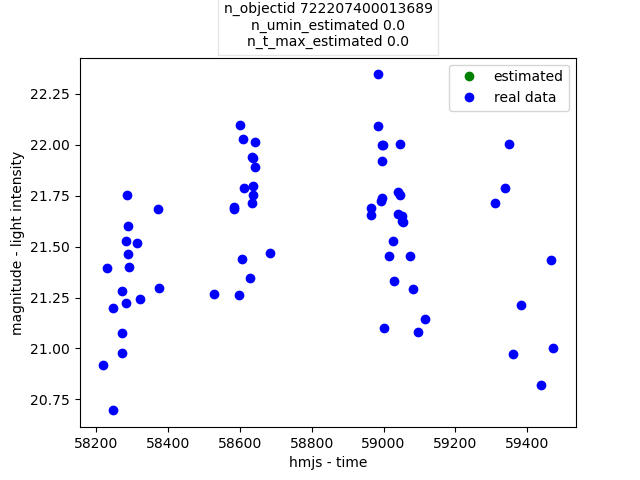 n_objectid 722207400013689
n_umin_estimated 0.0
n_t_max_estimated 0.0
estimated
real data
22.25
22.00
21.75
21.50
21.25
21.00
20.75
magnitude - light intensity
58200 58400 58600 58800 59000 59200 59400
hmjs - time